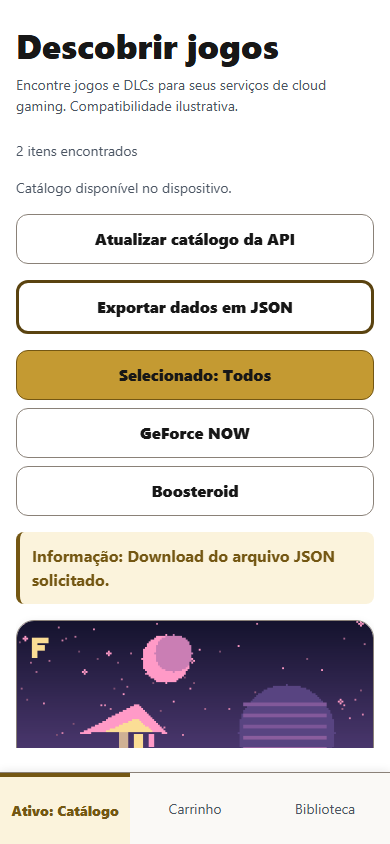 Descobrir jogos
Encontre jogos e DLCs para seus serviços de cloud
gaming. Compatibilidade ilustrativa.
2 itens encontrados
Catálogo disponível no dispositivo.
Atualizar catálogo da API
Exportar dados em JSON
Selecionado: Todos
GeForce NOW
Boosteroid
Informação: Download do arquivo JSON
solicitado.
F
Ativo: Catálogo
Carrinho
Biblioteca